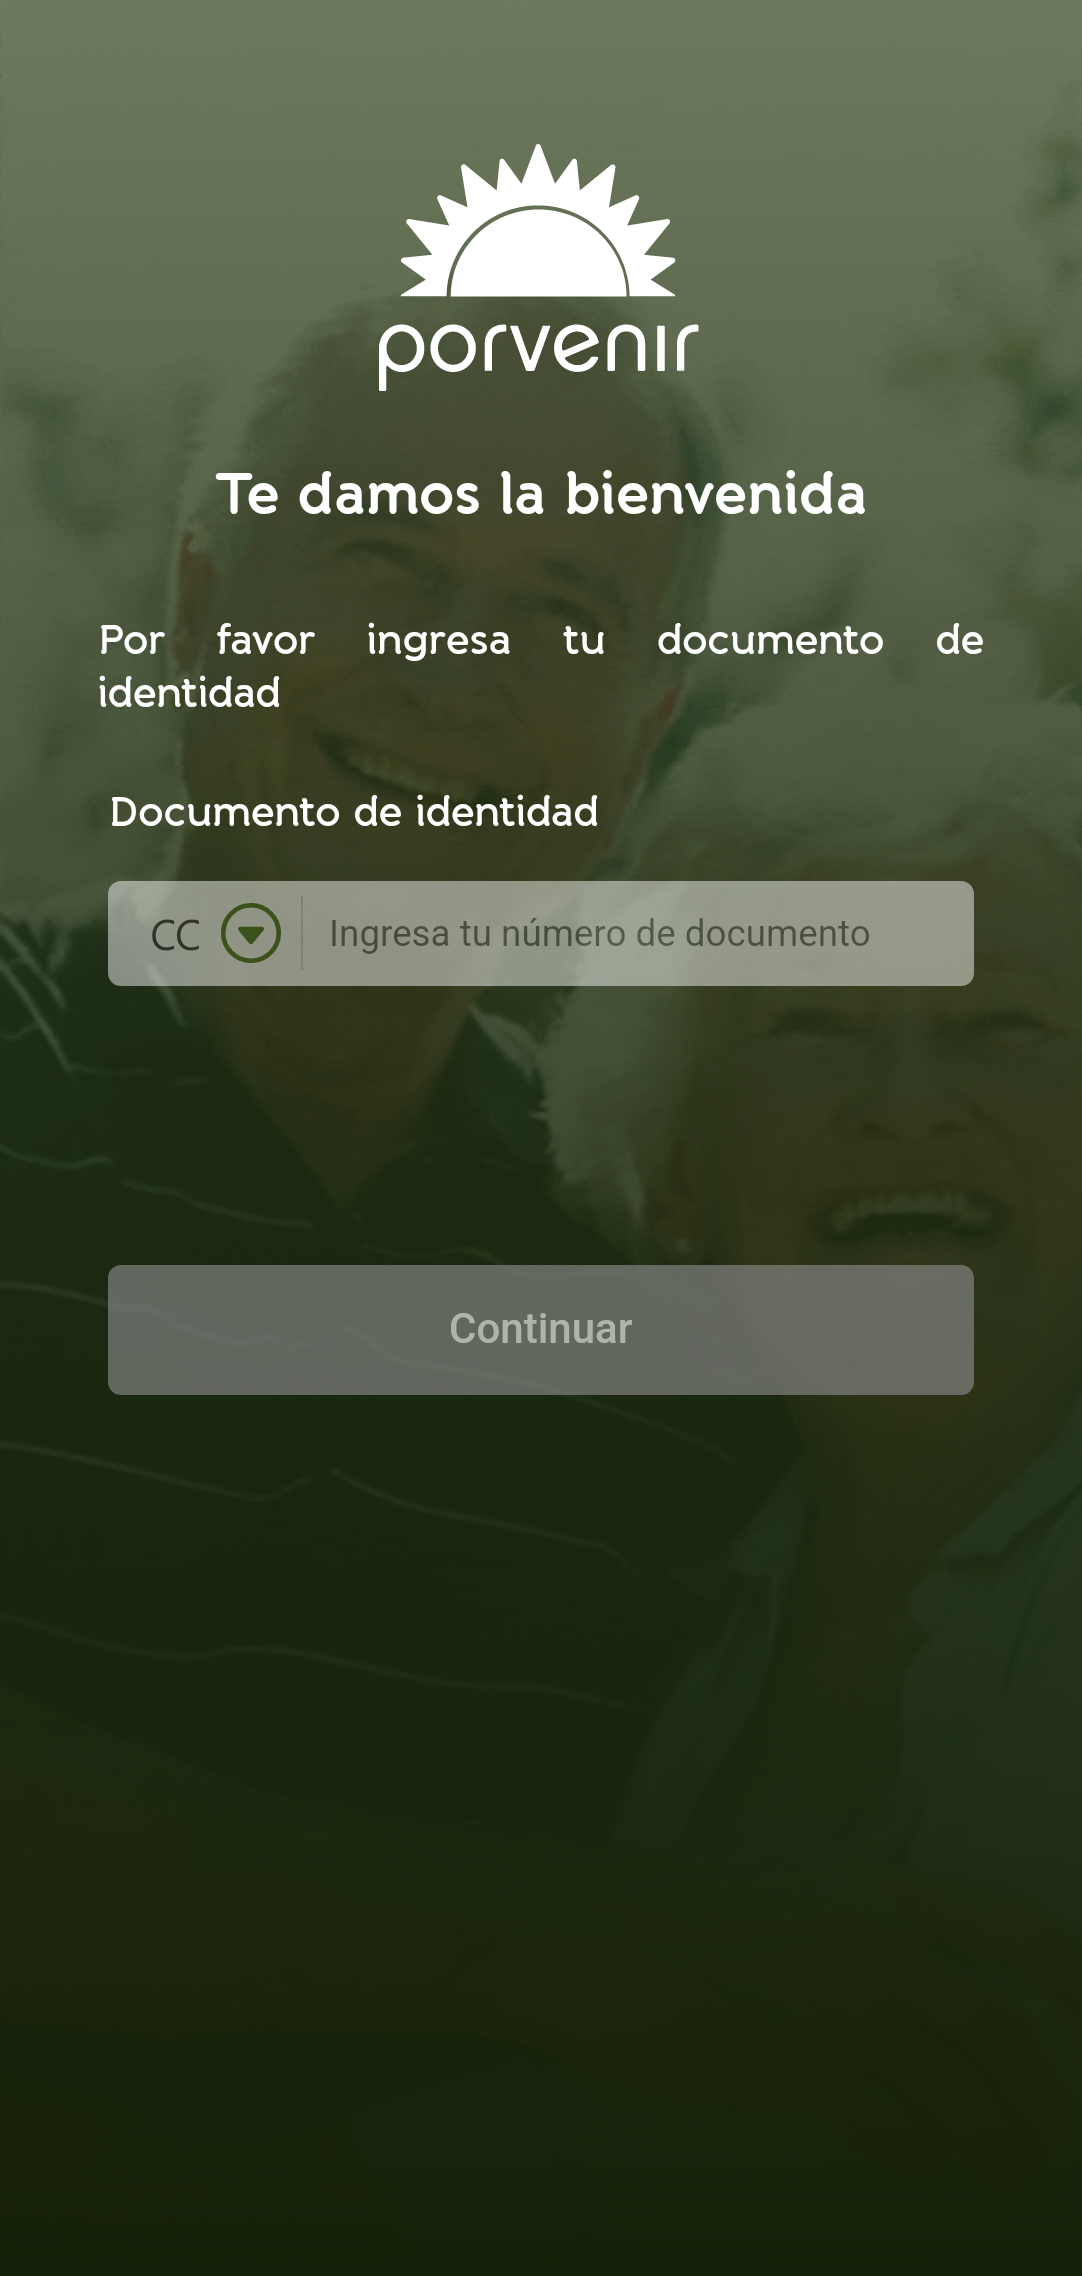 porvenir
Te damos la bienvenida
Por favor ingresa tu documento de
identidad
Documento de identidad
CC Ingresa tu número de documento
Continuar